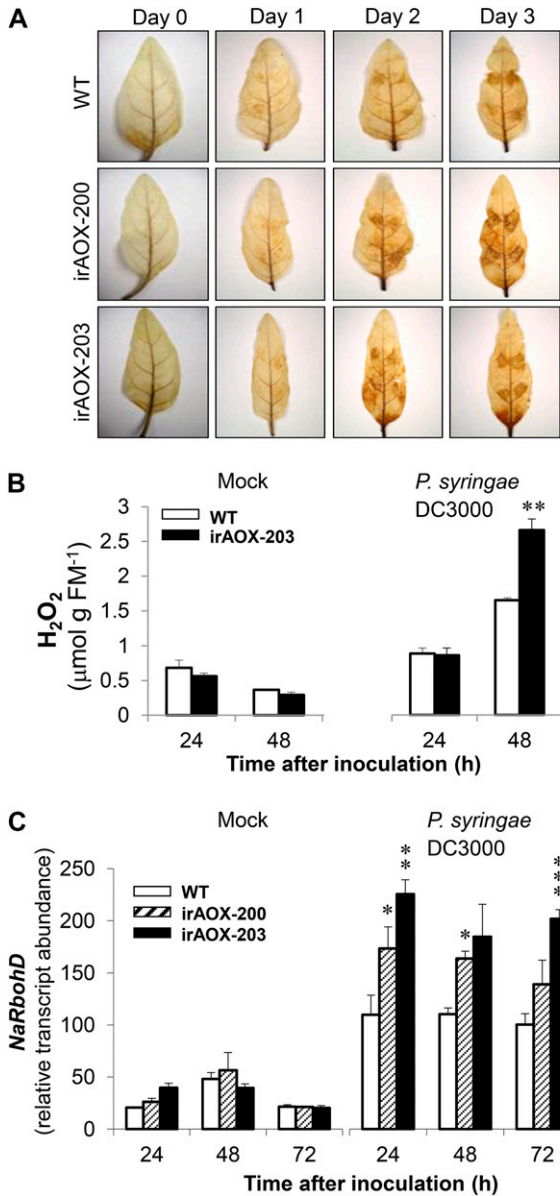 A
Day 0 Day 1 Day 2 Day 3
WT
irAOX-200
irAOX-203
B
Mock P. syringae
DC3000
WT
irAOX-203
**
3
2.5
2
1.5
1
0.5
0
H₂O₂
(µmol g FM⁻¹)
24 48 24 48
Time after inoculation (h)
C
Mock P. syringae
DC3000
WT
irAOX-200
irAOX-203
* ** * ***
250
200
150
100
50
0
NaRbohD
(relative transcript abundance)
24 48 72 24 48 72
Time after inoculation (h)